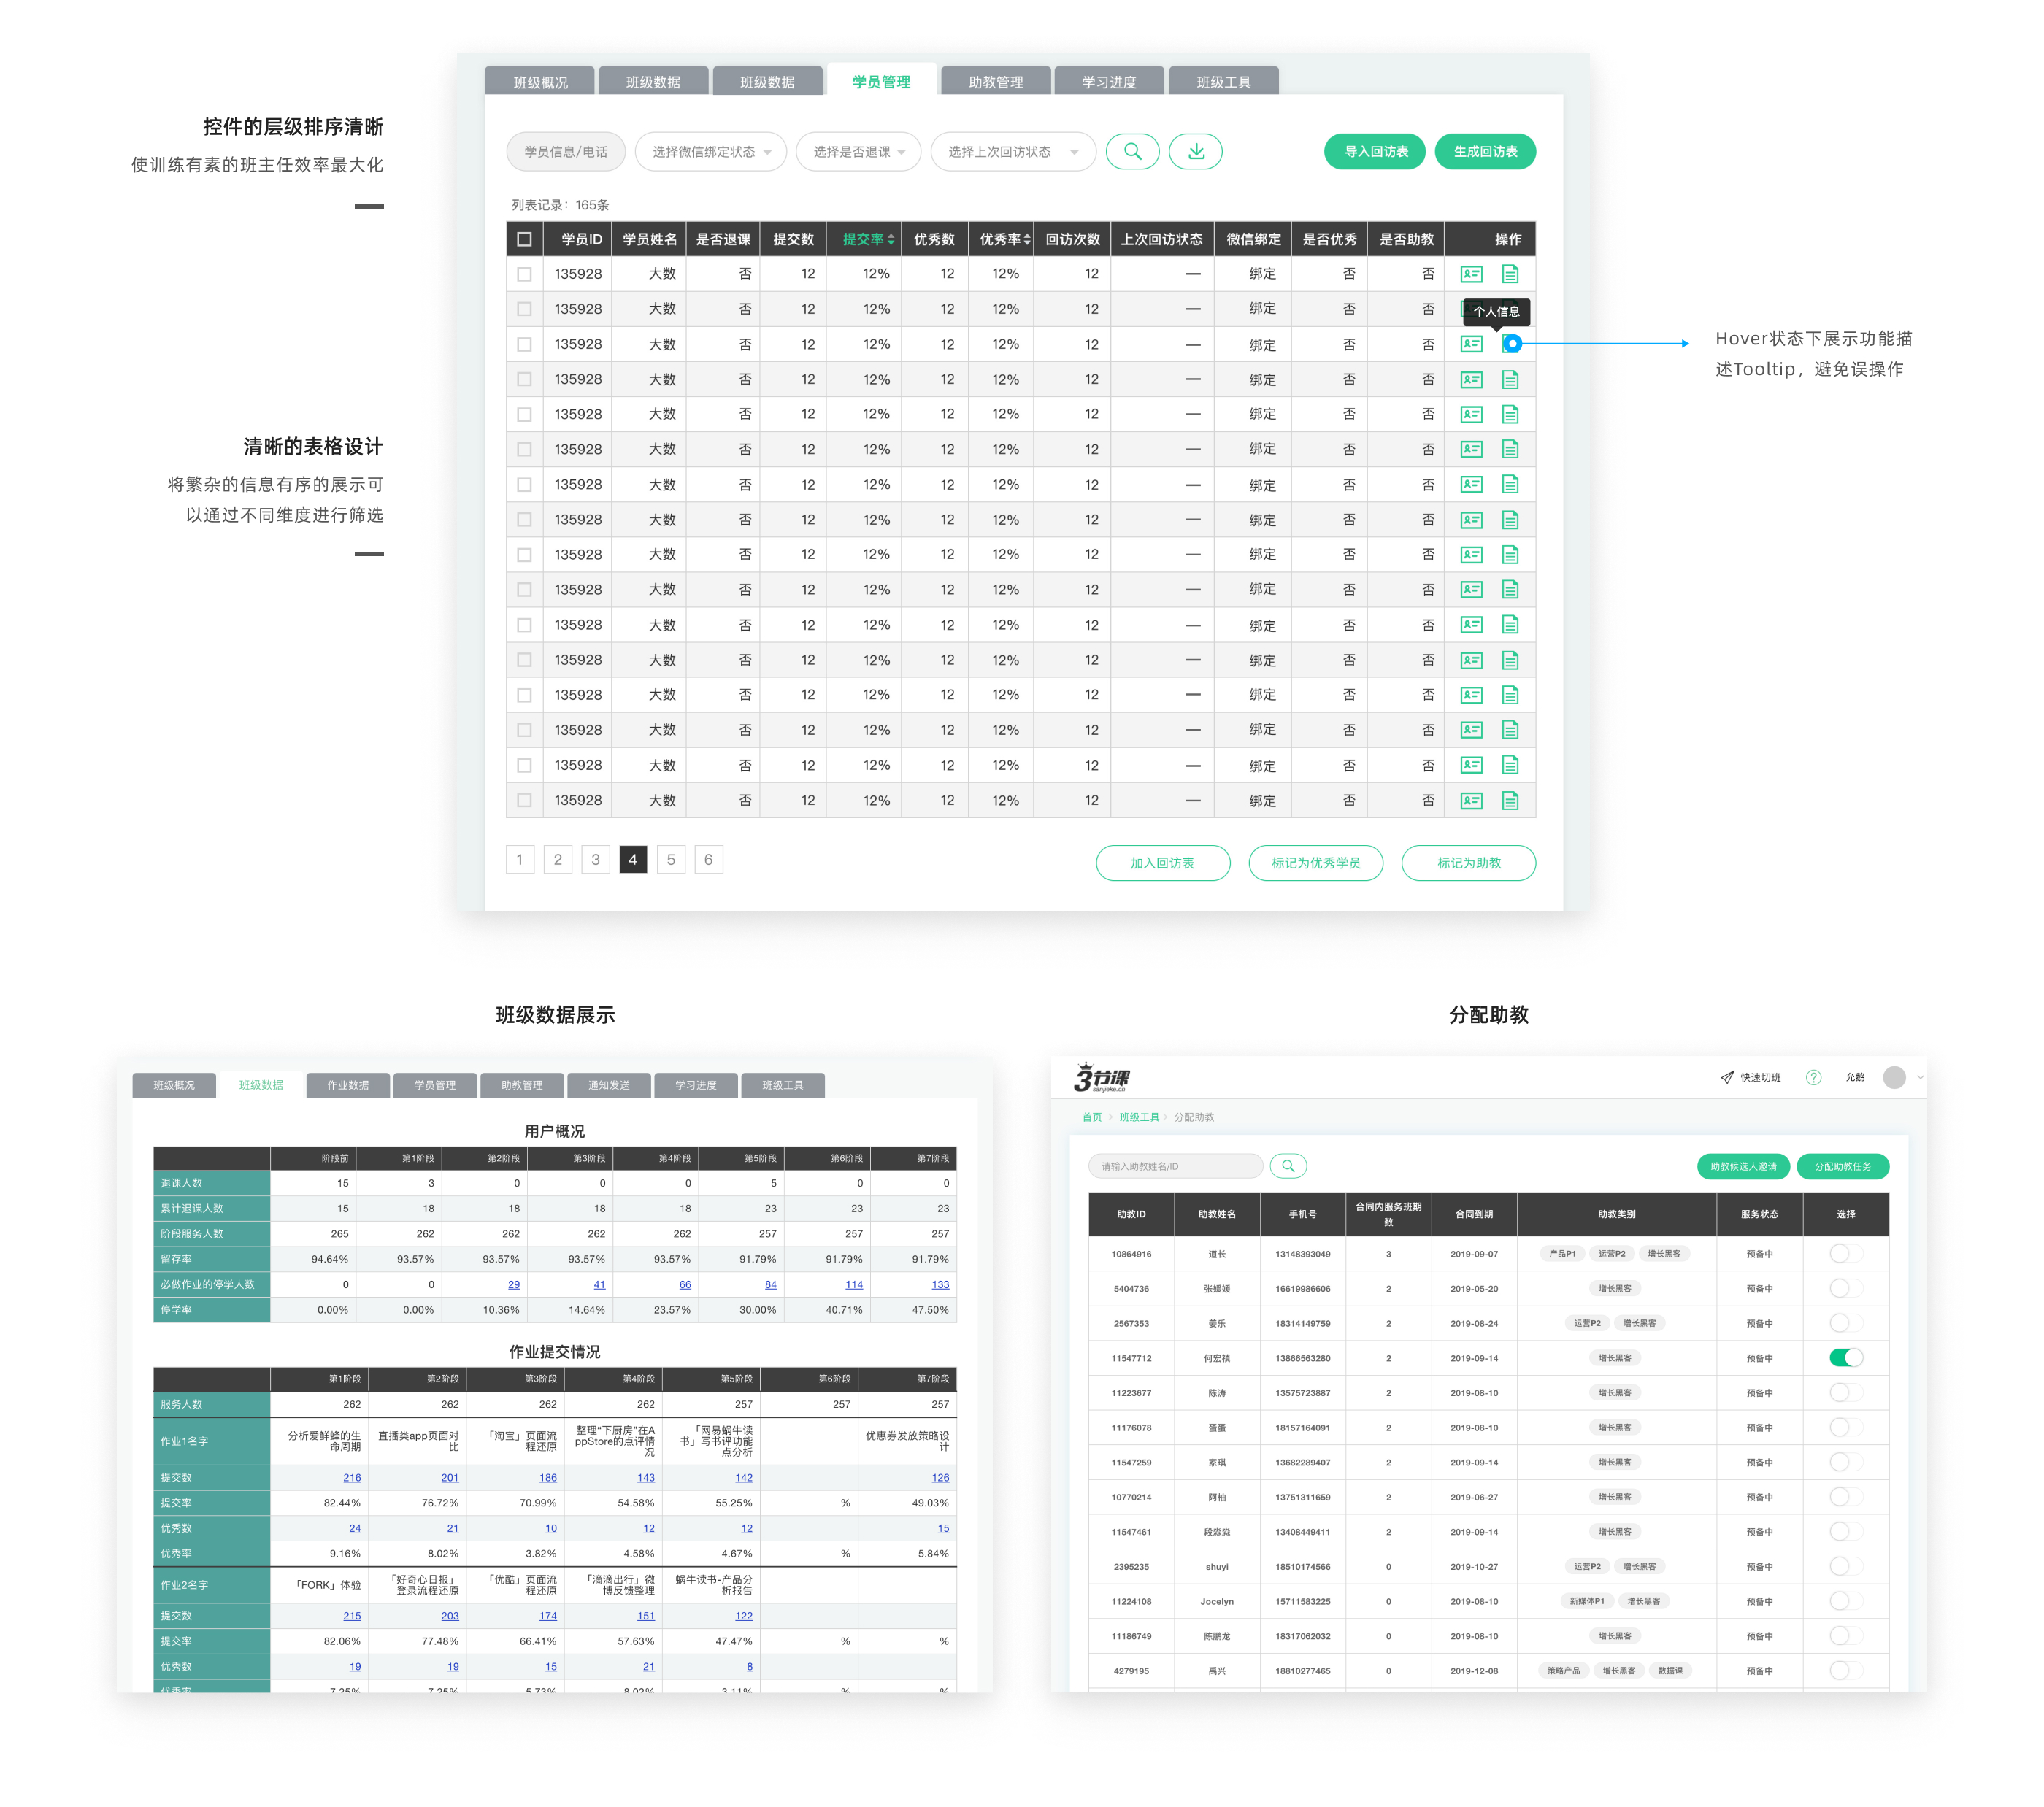 控件的层级排序清晰
使训练有素的班主任效率最大化
清晰的表格设计
将繁杂的信息有序的展示可
以通过不同维度进行筛选
班级概况 班级数据 班级数据 学员管理 助教管理 学习进度 班级工具
学员信息/电话 选择微信绑定状态 选择是否退课 选择上次回访状态 导入回访表 生成回访表
列表记录：165条
学员ID 学员姓名 是否退课 提交数 提交率 优秀数 优秀率 回访次数 上次回访状态 微信绑定 是否优秀 是否助教 操作
135928 大数 否 12 12% 12 12% 12 — 绑定 否 否
135928 大数 否 12 12% 12 12% 12 — 绑定 否 否
个人信息
135928 大数 否 12 12% 12 12% 12 — 绑定 否 否
135928 大数 否 12 12% 12 12% 12 — 绑定 否 否
135928 大数 否 12 12% 12 12% 12 — 绑定 否 否
135928 大数 否 12 12% 12 12% 12 — 绑定 否 否
135928 大数 否 12 12% 12 12% 12 — 绑定 否 否
135928 大数 否 12 12% 12 12% 12 — 绑定 否 否
135928 大数 否 12 12% 12 12% 12 — 绑定 否 否
135928 大数 否 12 12% 12 12% 12 — 绑定 否 否
135928 大数 否 12 12% 12 12% 12 — 绑定 否 否
135928 大数 否 12 12% 12 12% 12 — 绑定 否 否
135928 大数 否 12 12% 12 12% 12 — 绑定 否 否
135928 大数 否 12 12% 12 12% 12 — 绑定 否 否
135928 大数 否 12 12% 12 12% 12 — 绑定 否 否
135928 大数 否 12 12% 12 12% 12 — 绑定 否 否
1 2 3 4 5 6 加入回访表 标记为优秀学员 标记为助教
Hover状态下展示功能描
述Tooltip，避免误操作
班级数据展示
班级概况 班级数据 作业数据 学员管理 助教管理 通知发送 学习进度 班级工具
用户概况
阶段前 第1阶段 第2阶段 第3阶段 第4阶段 第5阶段 第6阶段 第7阶段
退课人数 15 3 0 0 0 5 0 0
累计退课人数 15 18 18 18 18 23 23 23
阶段服务人数 265 262 262 262 262 257 257 257
留存率 94.64% 93.57% 93.57% 93.57% 93.57% 91.79% 91.79% 91.79%
必做作业的停学人数 0 0 29 41 66 84 114 133
停学率 0.00% 0.00% 10.36% 14.64% 23.57% 30.00% 40.71% 47.50%
作业提交情况
第1阶段 第2阶段 第3阶段 第4阶段 第5阶段 第6阶段 第7阶段
服务人数 262 262 262 262 257 257 257
作业1名字 分析爱鲜蜂的生命周期 直播类app页面对比 「淘宝」页面流程还原 整理“下厨房”在AppStore的点评情况 「网易蜗牛读书」写书评功能点分析 优惠券发放策略设计
提交数 216 201 186 143 142 126
提交率 82.44% 76.72% 70.99% 54.58% 55.25% % 49.03%
优秀数 24 21 10 12 12 15
优秀率 9.16% 8.02% 3.82% 4.58% 4.67% % 5.84%
作业2名字 「FORK」体验 「好奇心日报」登录流程还原 「优酷」页面流程还原 「滴滴出行」微博反馈整理 蜗牛读书-产品分析报告
提交数 215 203 174 151 122
提交率 82.06% 77.48% 66.41% 57.63% 47.47% % %
优秀数 19 19 15 21 8
优秀率 7.25% 7.25% 5.73% 8.02% 3.11% % %
分配助教
3节课 sanjieke.cn 快速切班 ? 允鹅
首页 > 班级工具 > 分配助教
请输入助教姓名/ID 助教候选人邀请 分配助教任务
助教ID 助教姓名 手机号 合同内服务班期数 合同到期 助教类别 服务状态 选择
10864916 道长 13148393049 3 2019-09-07 产品P1 运营P2 增长黑客 预备中
5404736 张媛媛 16619986606 2 2019-05-20 增长黑客 预备中
2567353 姜乐 18314149759 2 2019-08-24 运营P2 增长黑客 预备中
11547712 何宏禛 13866563280 2 2019-09-14 增长黑客 预备中
11223677 陈涛 13575723887 2 2019-08-10 增长黑客 预备中
11176078 蛋蛋 18157164091 2 2019-08-10 增长黑客 预备中
11547259 家琪 13682289407 2 2019-09-14 增长黑客 预备中
10770214 阿柚 13751311659 2 2019-06-27 增长黑客 预备中
11547461 段淼淼 13408449411 2 2019-09-14 增长黑客 预备中
2395235 shuyi 18510174566 0 2019-10-27 运营P2 增长黑客 预备中
11224108 Jocelyn 15711583225 0 2019-08-10 新媒体P1 增长黑客 预备中
11186749 陈鹏龙 18317062032 0 2019-08-10 增长黑客 预备中
4279195 禹兴 18810277465 0 2019-12-08 策略产品 增长黑客 数据课 预备中